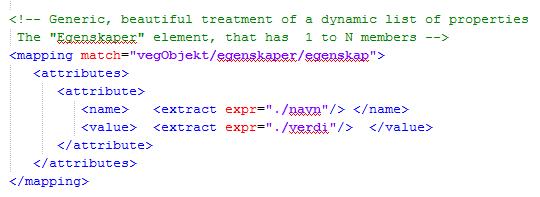 <!-- Generic, beautiful treatment of a dynamic list of properties
The "Egenskaper" element, that has  1 to N members -->
<mapping match="vegObjekt/egenskaper/egenskap">
<attributes>
<attribute>
<name>   <extract expr="./navn"/> </name>
<value>  <extract expr="./verdi"/>  </value>
</attribute>
</attributes>
</mapping>